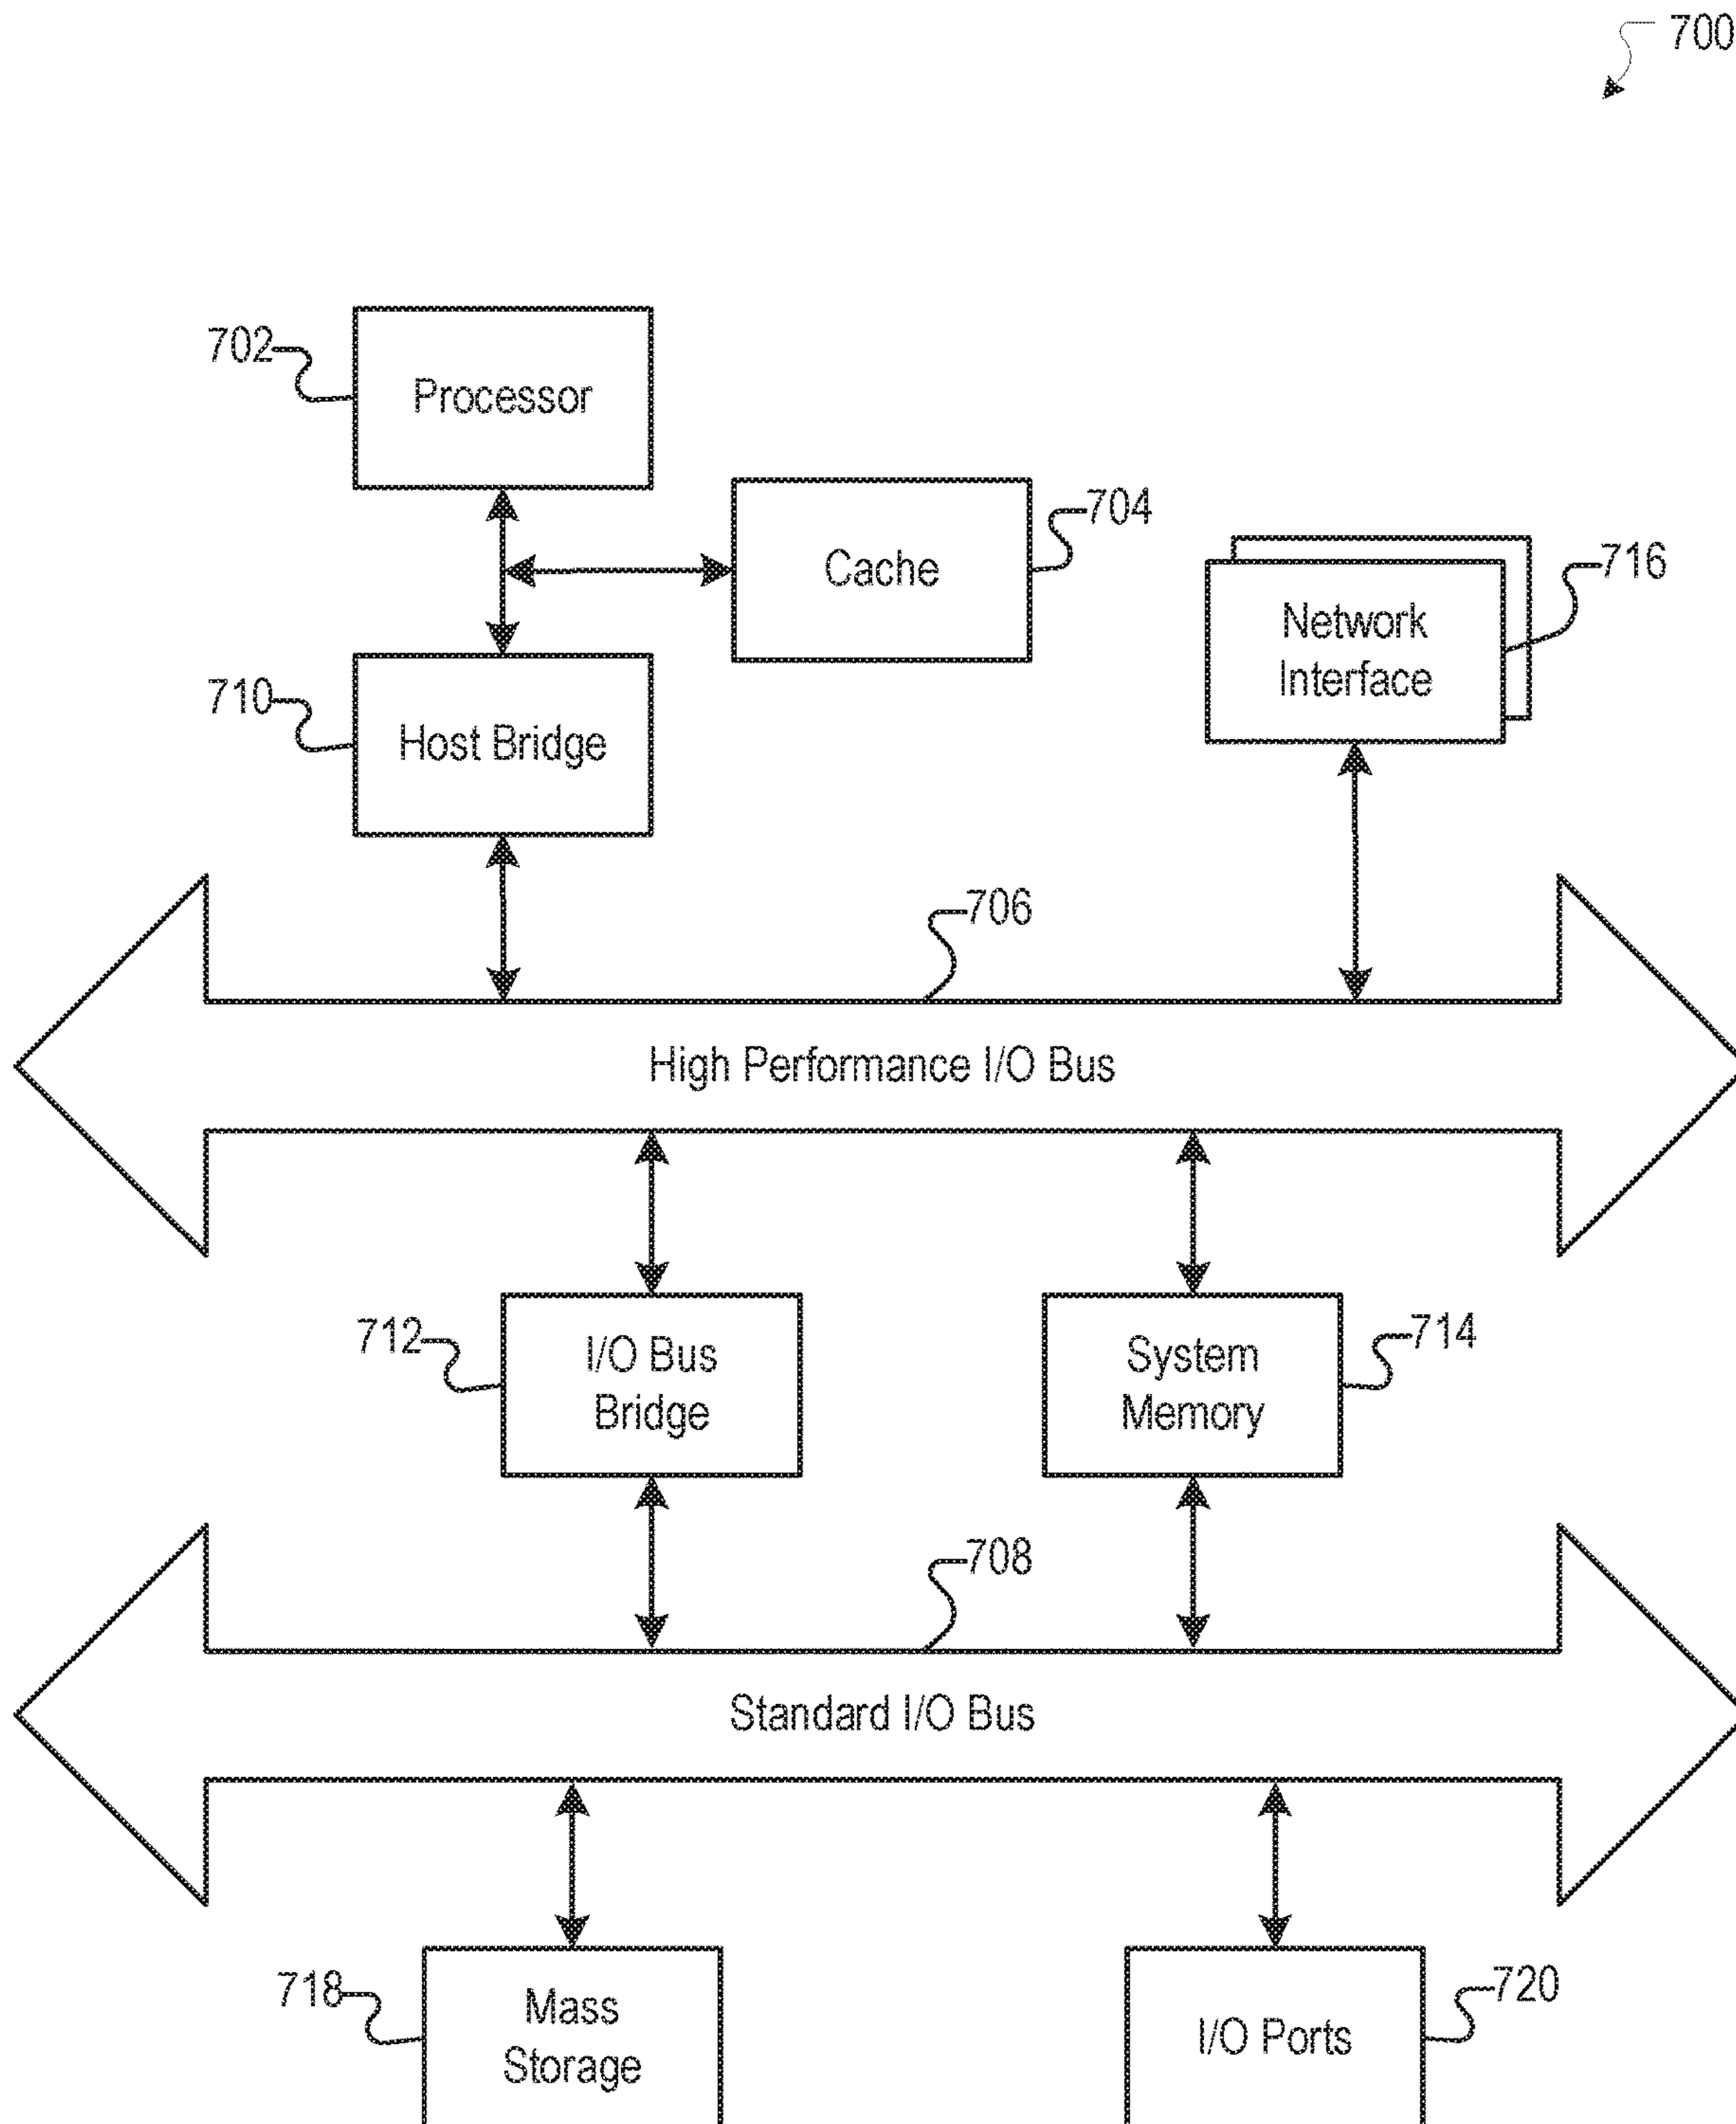 700
702
Processor
704
Cache
716
Network
Interface
710
Host Bridge
706
High Performance I/O Bus
712
I/O Bus
Bridge
System
Memory
714
708
Standard I/O Bus
718
Mass
Storage
I/O Ports
720